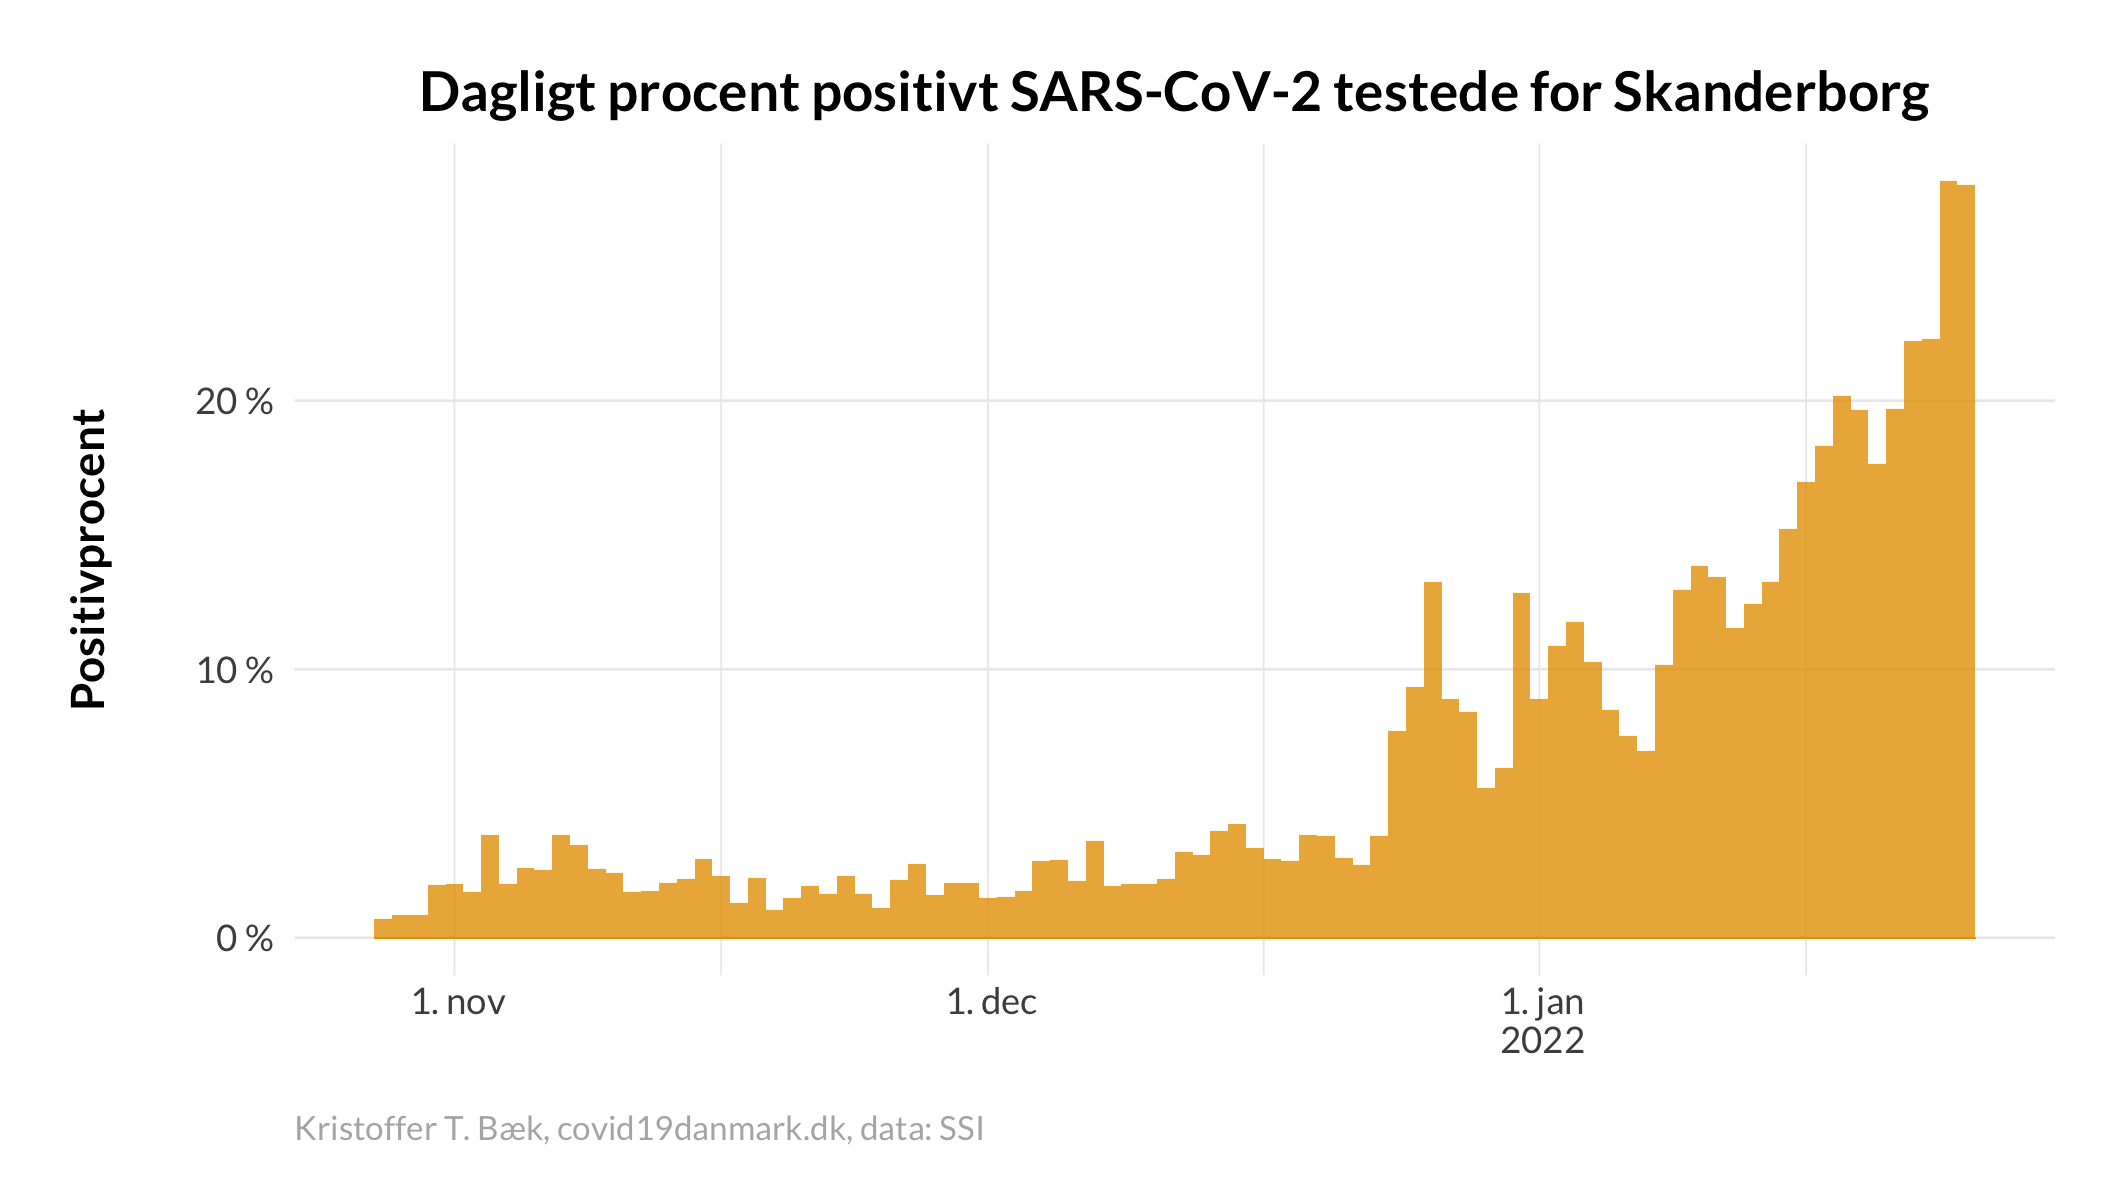 Dagligt procent positivt SARS-CoV-2 testede for Skanderborg
Positivprocent
20 %
10 %
0 %
1. nov
1. dec
1. jan
2022
Kristoffer T. Bæk, covid19danmark.dk, data: SSI